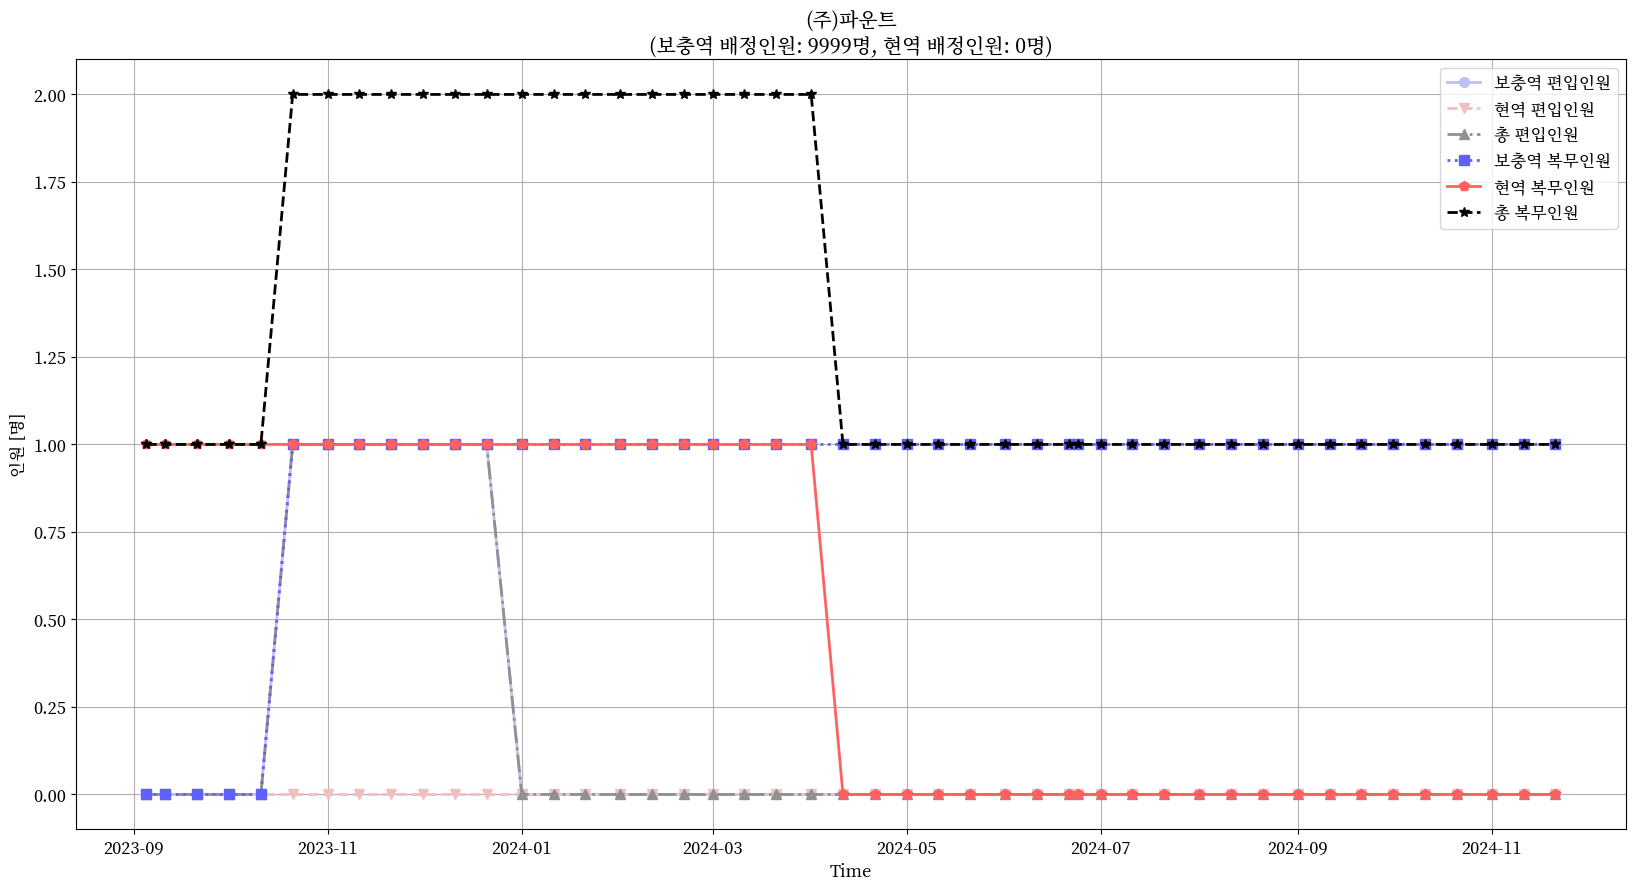 (주)파운트
(보충역 배정인원: 9999명, 현역 배정인원: 0명)
보충역 편입인원
현역 편입인원
총 편입인원
보충역 복무인원
현역 복무인원
총 복무인원
인원 [명]
2.00
1.75
1.50
1.25
1.00
0.75
0.50
0.25
0.00
2023-09 2023-11 2024-01 2024-03 2024-05 2024-07 2024-09 2024-11
Time